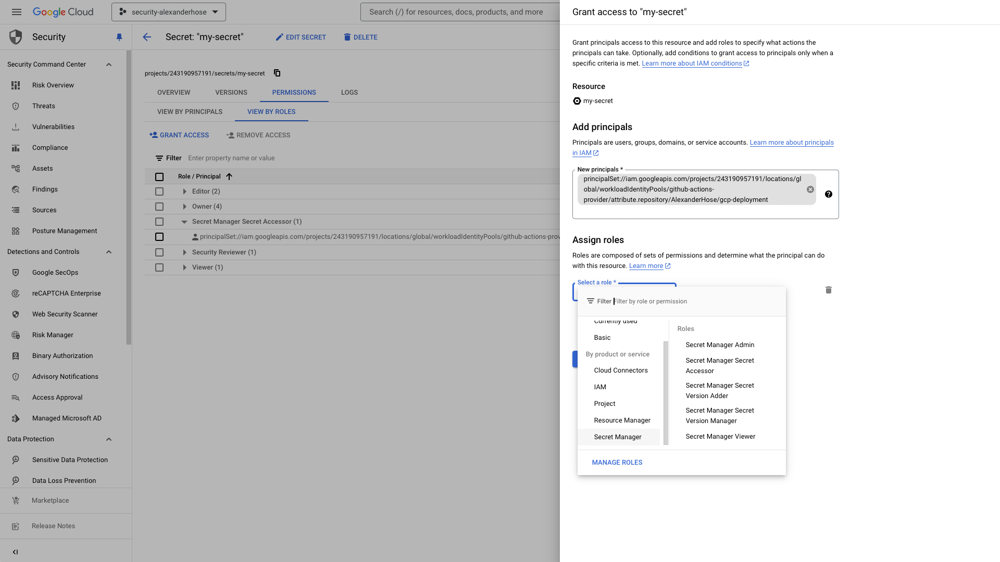 Google Cloud
security-alexanderhose
Search (/) for resources, docs, products, and more
Security
Secret: "my-secret"
EDIT SECRET
DELETE
Security Command Center
Risk Overview
Threats
Vulnerabilities
Compliance
Assets
Findings
Sources
Posture Management
Detections and Controls
Google SecOps
reCAPTCHA Enterprise
Web Security Scanner
Risk Manager
Binary Authorization
Advisory Notifications
Access Approval
Managed Microsoft AD
Data Protection
Sensitive Data Protection
Data Loss Prevention
Marketplace
Release Notes
projects/243190957191/secrets/my-secret
OVERVIEW
VERSIONS
PERMISSIONS
LOGS
VIEW BY PRINCIPALS
VIEW BY ROLES
GRANT ACCESS
REMOVE ACCESS
Filter
Enter property name or value
Role / Principal
Editor (2)
Owner (4)
Secret Manager Secret Accessor (1)
principalSet://iam.googleapis.com/projects/243190957191/locations/global/workloadIdentityPools/github-actions-prov
Security Reviewer (1)
Viewer (1)
Grant access to "my-secret"
Grant principals access to this resource and add roles to specify what actions the
principals can take. Optionally, add conditions to grant access to principals only when a
specific criteria is met. Learn more about IAM conditions
Resource
my-secret
Add principals
Principals are users, groups, domains, or service accounts. Learn more about principals
in IAM
New principals *
principalSet://iam.googleapis.com/projects/243190957191/locations/gl
obal/workloadIdentityPools/github-actions-
provider/attribute.repository/AlexanderHose/gcp-deployment
Assign roles
Roles are composed of sets of permissions and determine what the principal can do
with this resource. Learn more
Select a role *
Filter
Filter by role or permission
Currently used
Basic
By product or service
Cloud Connectors
IAM
Project
Resource Manager
Secret Manager
Roles
Secret Manager Admin
Secret Manager Secret
Accessor
Secret Manager Secret
Version Adder
Secret Manager Secret
Version Manager
Secret Manager Viewer
MANAGE ROLES